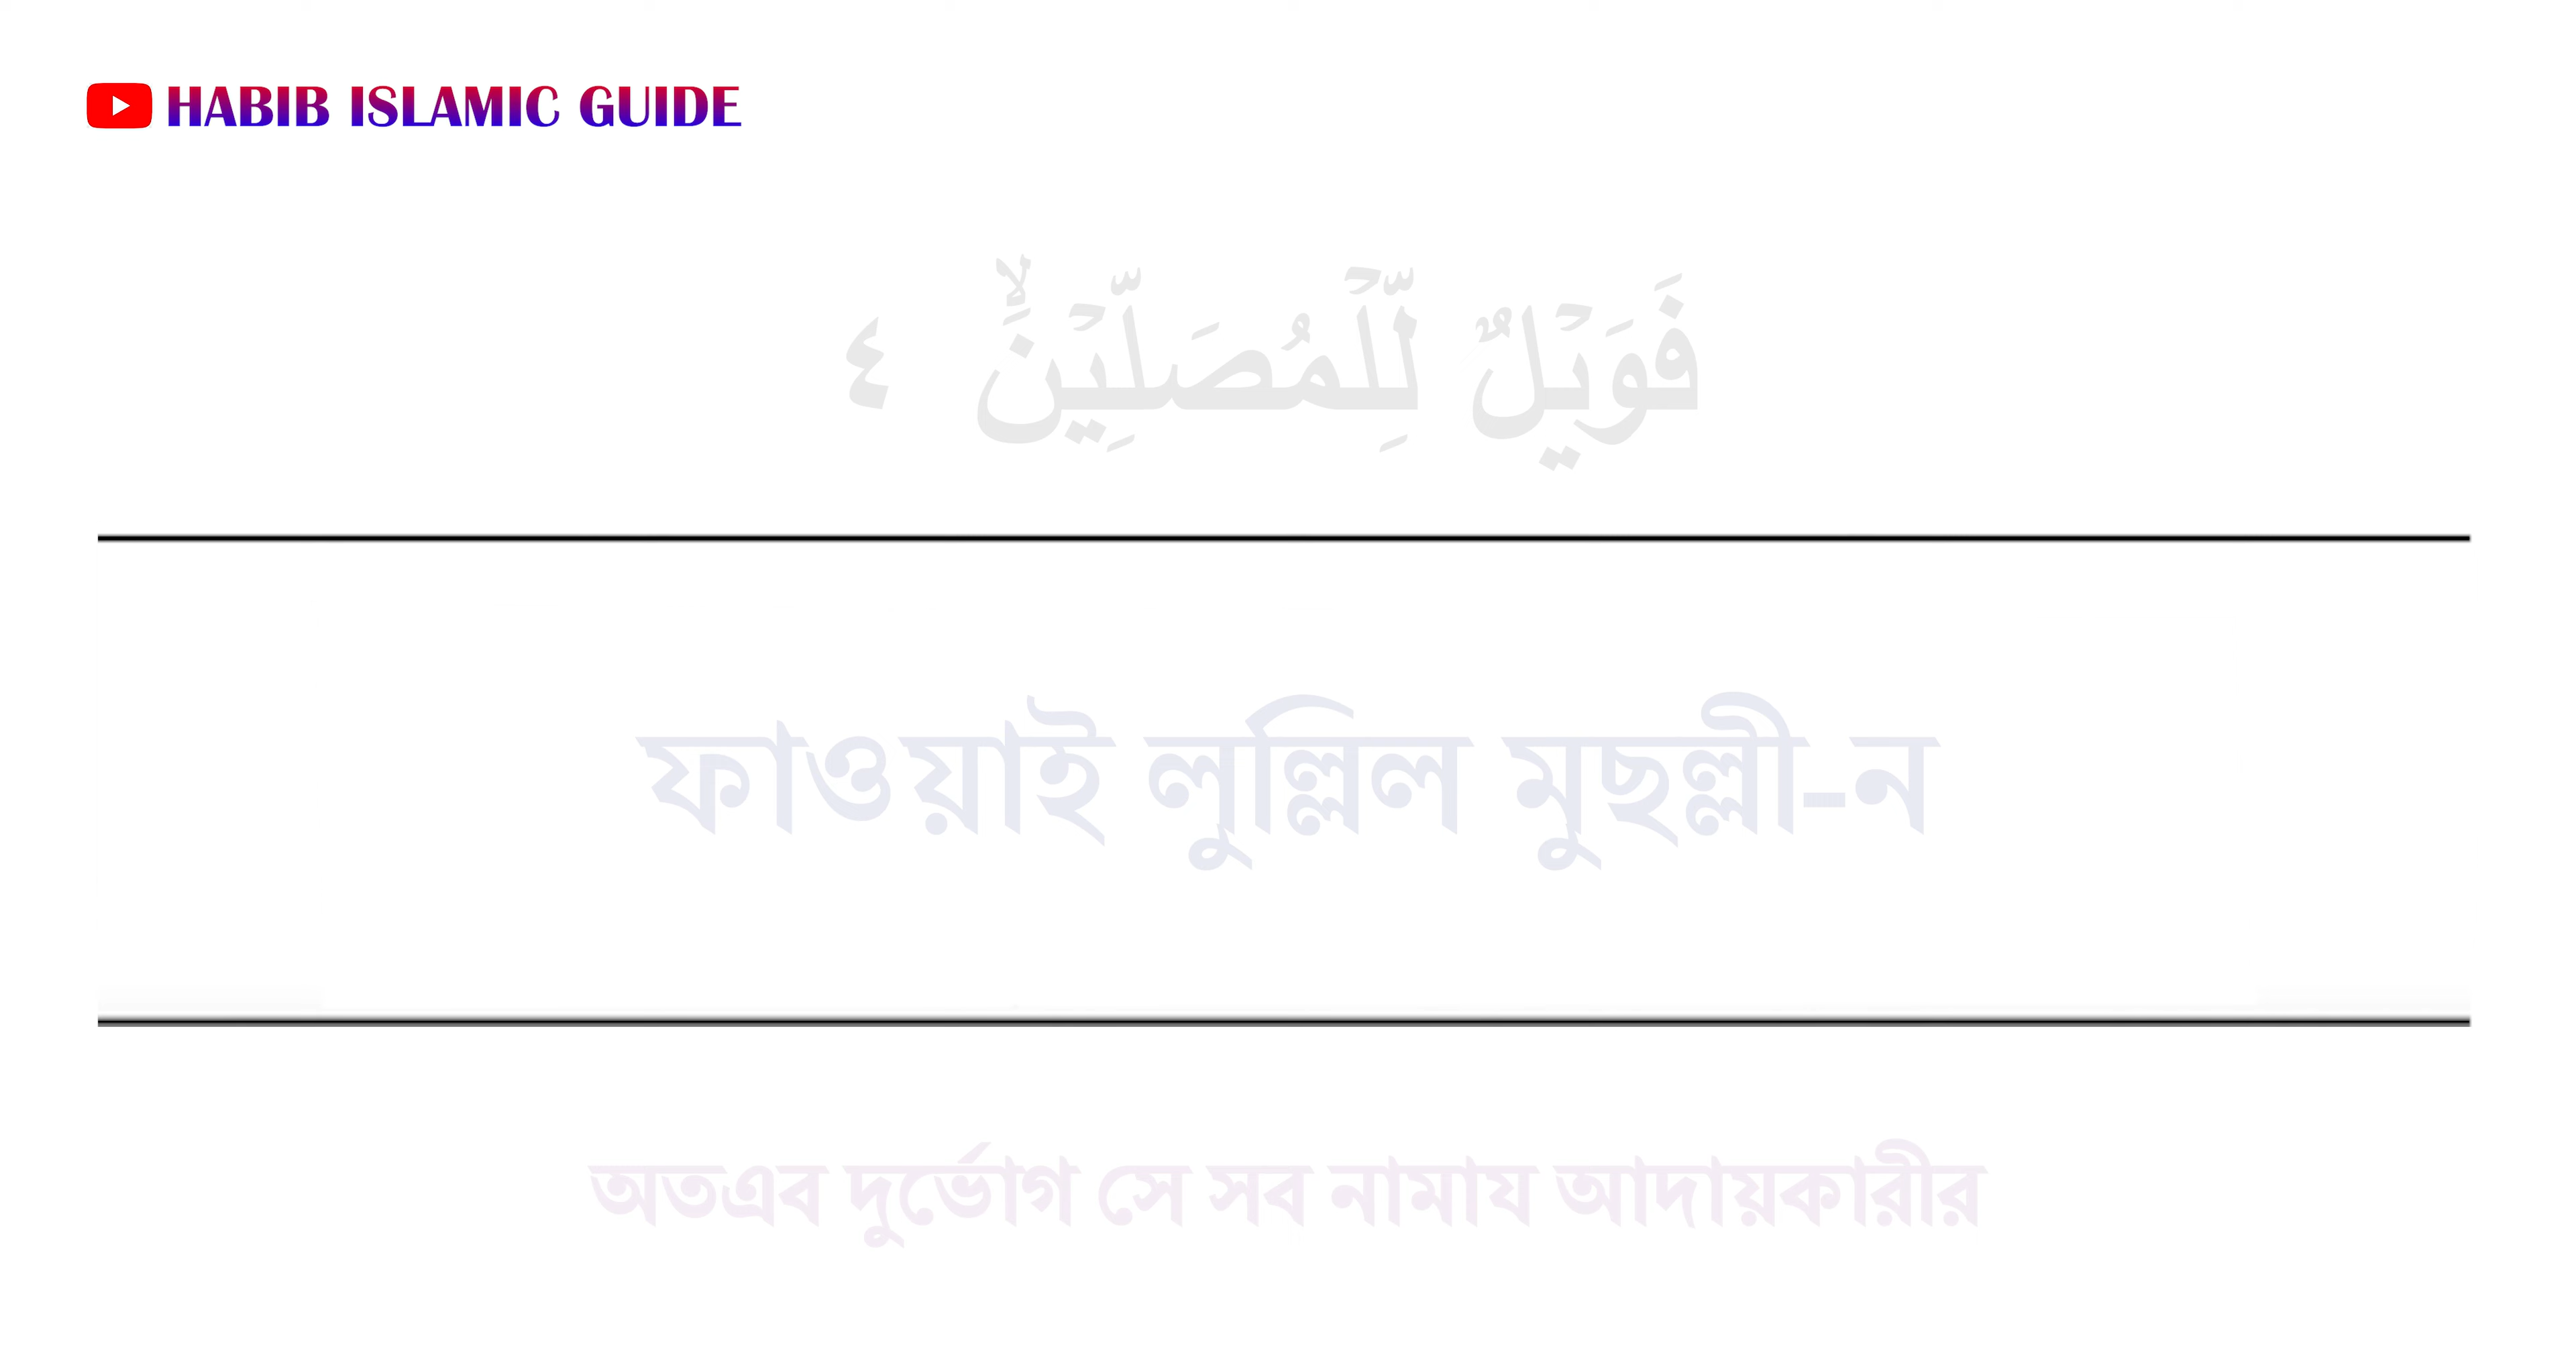 HABIB ISLAMIC GUIDE
فَوَيۡلٌ لِّلۡمُصَلِّيۡنَۙ ٤
ফাওয়াই লুল্লিল মুছল্লী-ন
অতএব দুর্ভোগ সে সব নামায আদায়কারীর